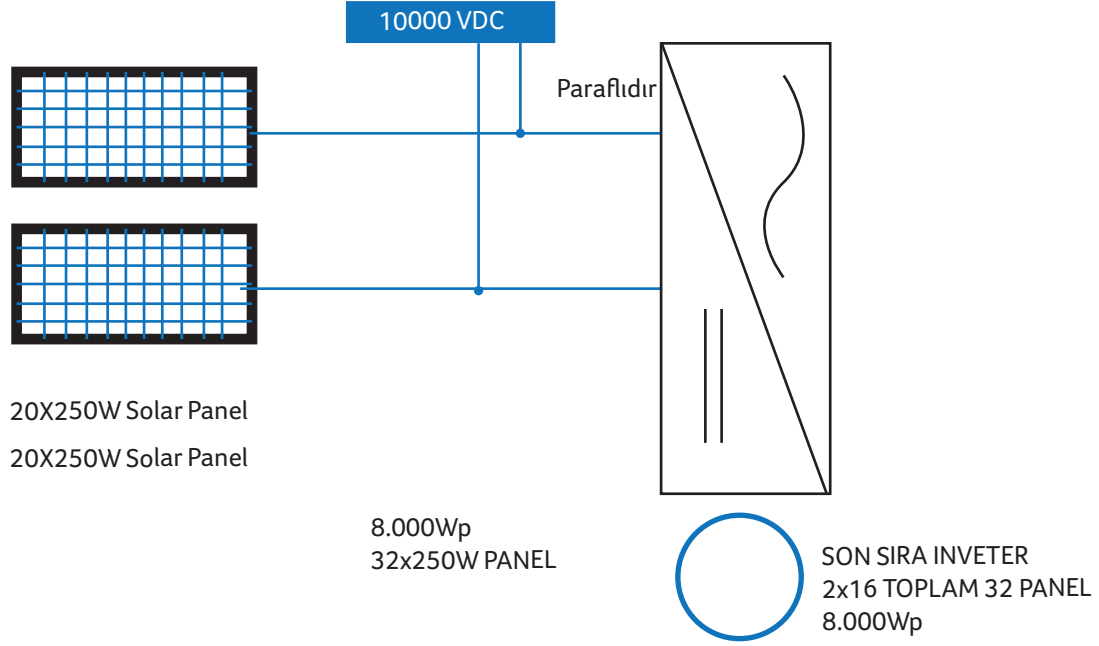 10000 VDC
Paraflıdır
20X250W Solar Panel
20X250W Solar Panel
8.000Wp
32x250W PANEL
SON SIRA INVETER
2x16 TOPLAM 32 PANEL
8.000Wp